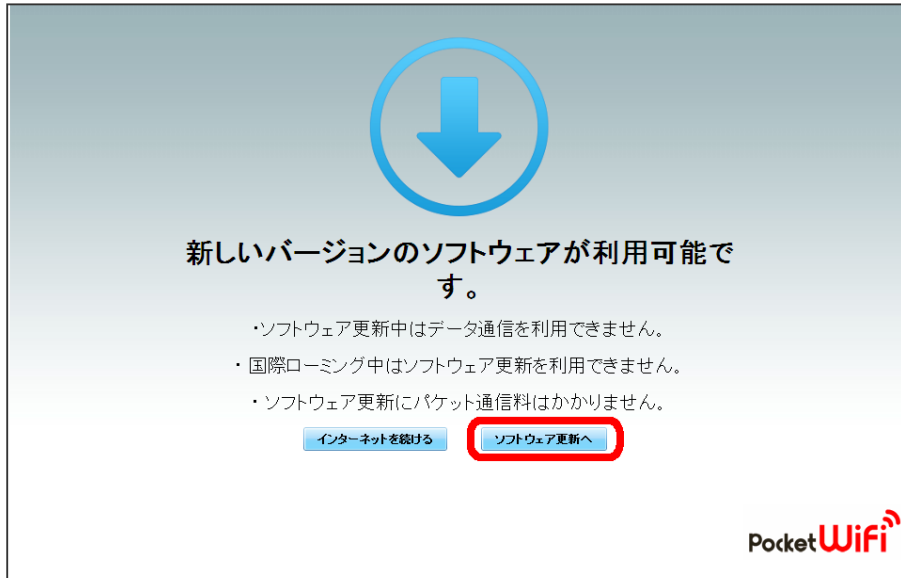 新しいバージョンのソフトウェアが利用可能で
す。
・ソフトウェア更新中はデータ通信を利用できません。
・国際ローミング中はソフトウェア更新を利用できません。
・ソフトウェア更新にパケット通信料はかかりません。
インターネットを続ける ソフトウェア更新へ
Pocket WiFi